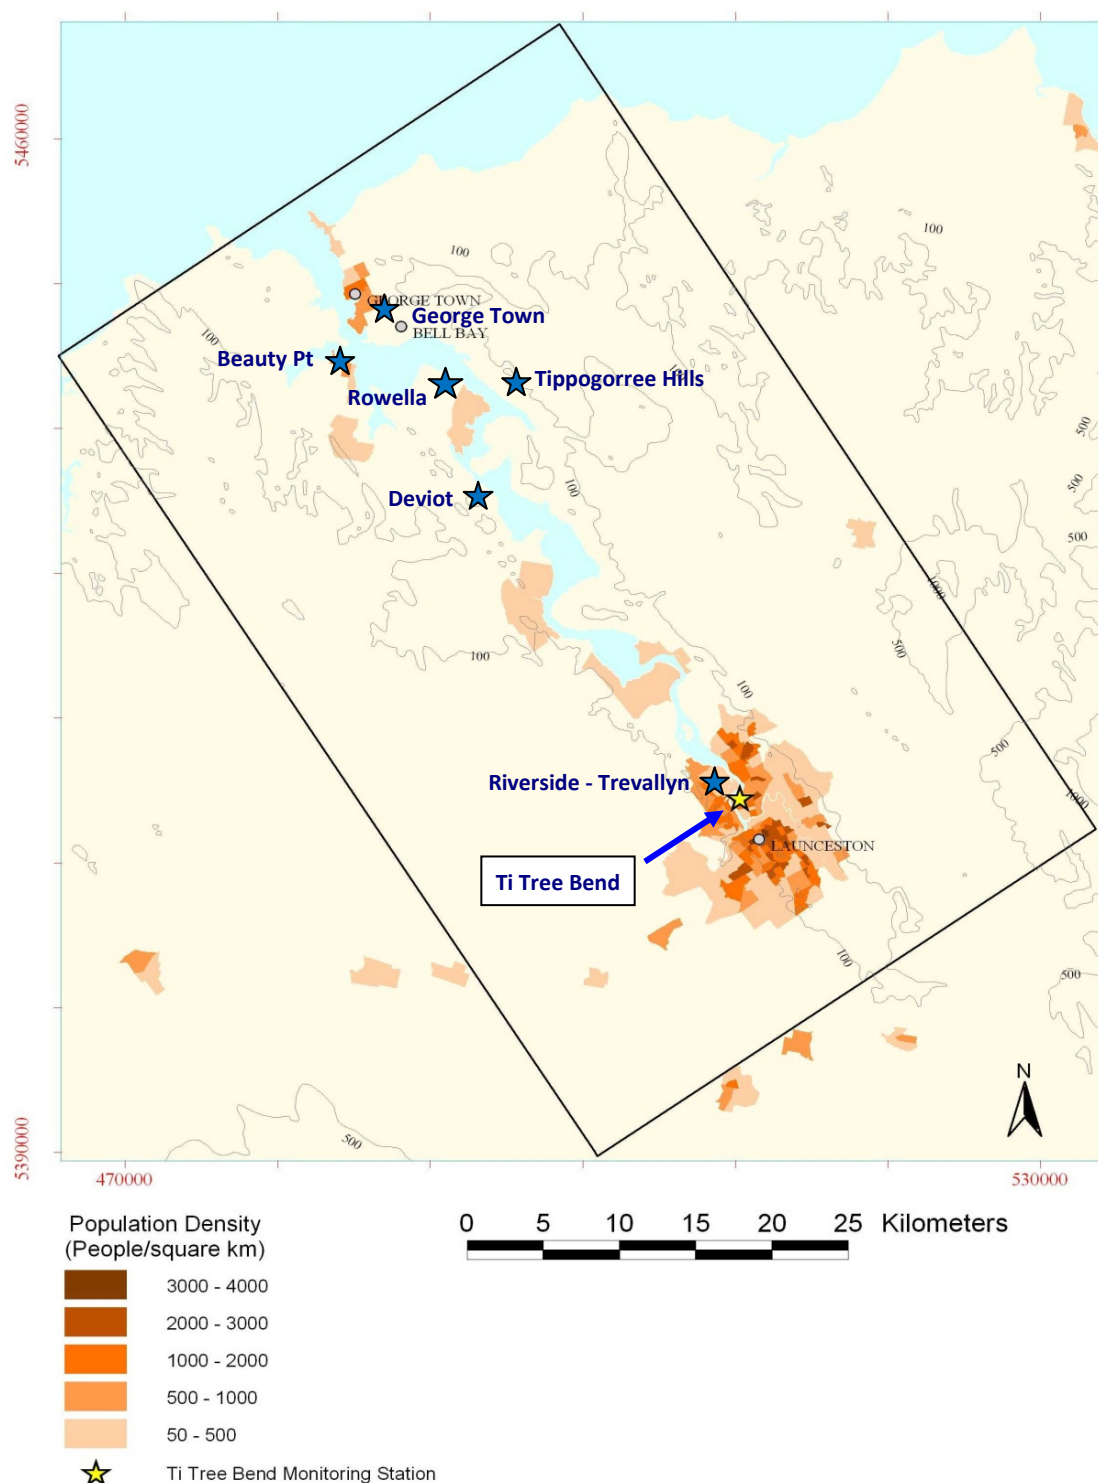 5460000
100
100
100
GEORGE TOWN
George Town
BELL BAY
Beauty Pt
Tippogorree Hills
100
Rowella
500
500
Deviot
100
500
1000
500
100
100
500
Riverside - Trevallyn
1000
LAUNCESTON
Ti Tree Bend
100
500
N
500
5390000
470000
530000
Population Density
(People/square km)
0 5 10 15 20 25 Kilometers
3000 - 4000
2000 - 3000
1000 - 2000
500 - 1000
50 - 500
Ti Tree Bend Monitoring Station